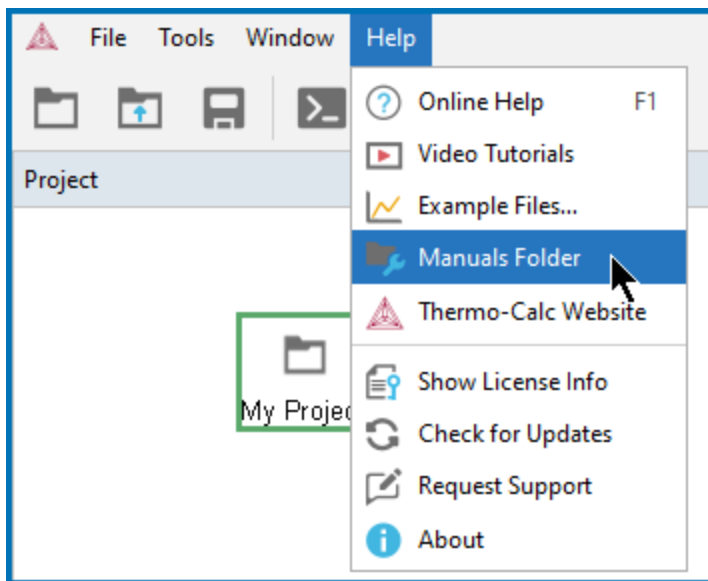 File Tools Window Help
Online Help F1
Video Tutorials
Project
Example Files...
Manuals Folder
Thermo-Calc Website
Show License Info
My Projec
Check for Updates
Request Support
About